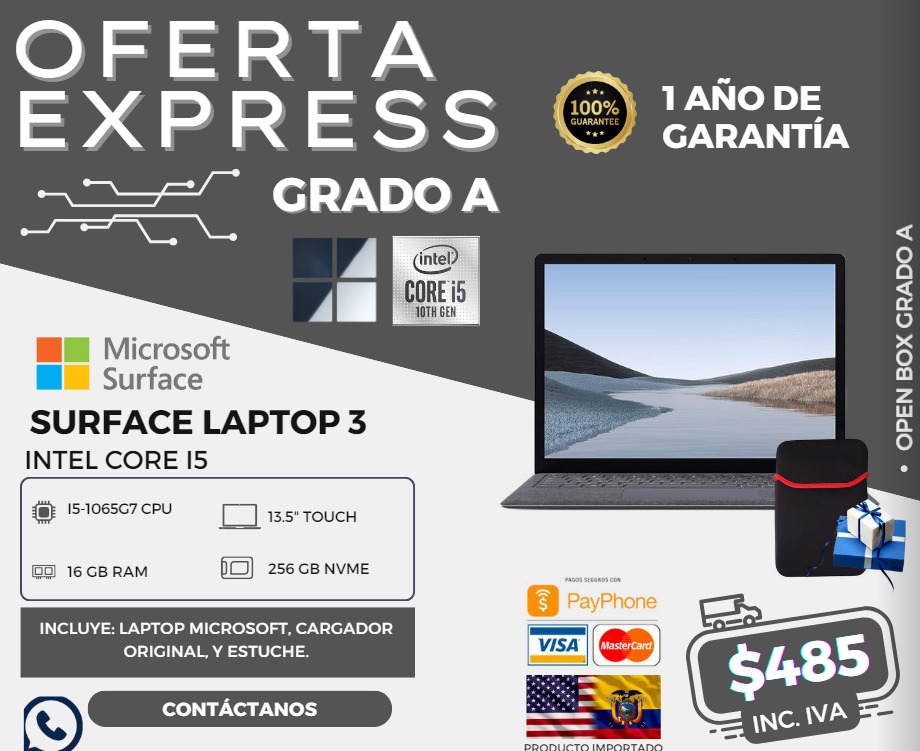 OFERTA
EXPRESS
100%
GUARANTEE
1 AÑO DE
GARANTÍA
GRADO A
intel
CORE i5
10TH GEN
• OPEN BOX GRADO A
Microsoft
Surface
SURFACE LAPTOP 3
INTEL CORE I5
I5-1065G7 CPU
13.5" TOUCH
16 GB RAM
256 GB NVME
INCLUYE: LAPTOP MICROSOFT, CARGADOR
ORIGINAL, Y ESTUCHE.
CONTÁCTANOS
PAGOS SEGUROS CON
PayPhone
VISA
MasterCard
PRODUCTO IMPORTADO
$485
INC. IVA